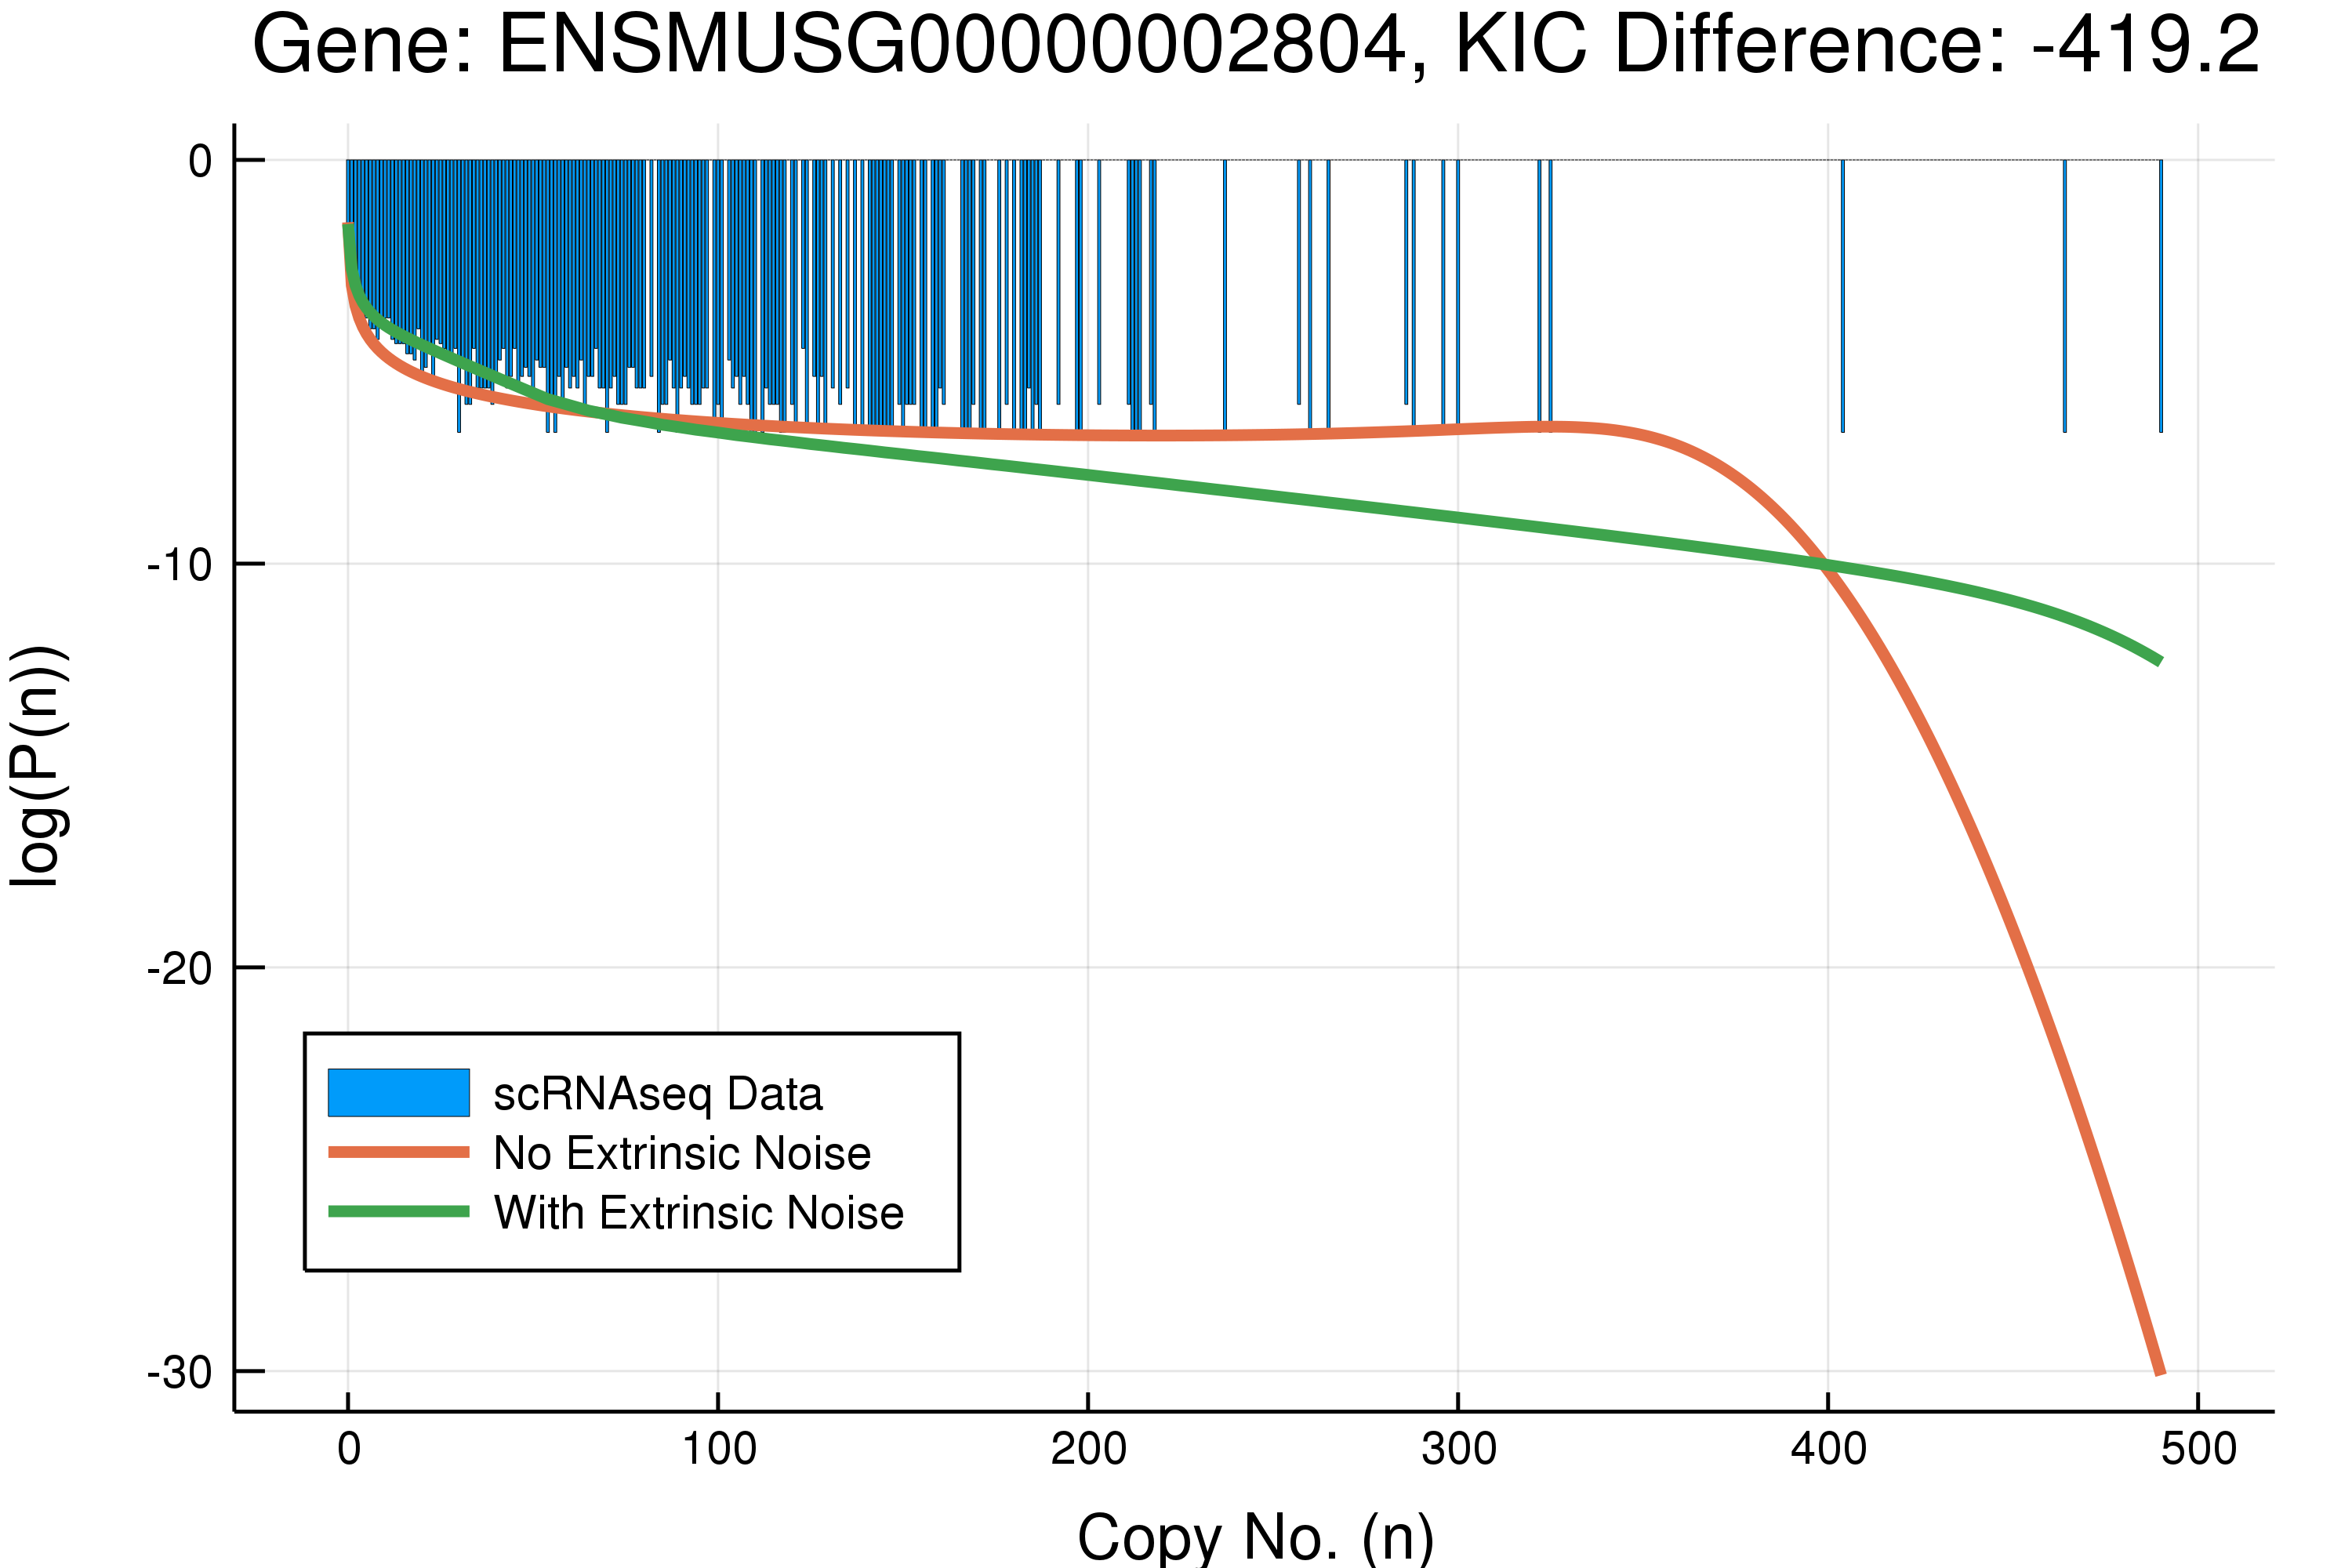 Gene: ENSMUSG00000002804, KIC Difference: -419.2
0
-10
-20
-30
log(P(n))
scRNAseq Data
No Extrinsic Noise
With Extrinsic Noise
0 100 200 300 400 500
Copy No. (n)